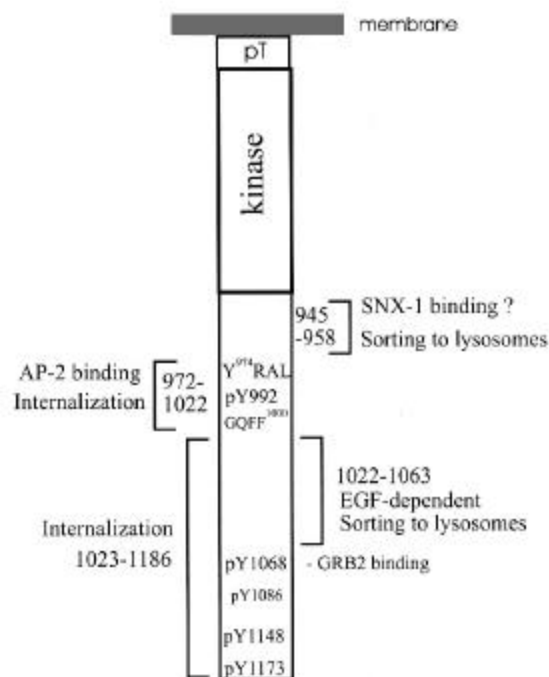 membrane
pT
kinase
945
-958
SNX-1 binding ?
Sorting to lysosomes
AP-2 binding
Internalization
972-
1022
Y974RAL
pY992
GQFF1000
1022-1063
EGF-dependent
Sorting to lysosomes
Internalization
1023-1186
pY1068
- GRB2 binding
pY1086
pY1148
pY1173